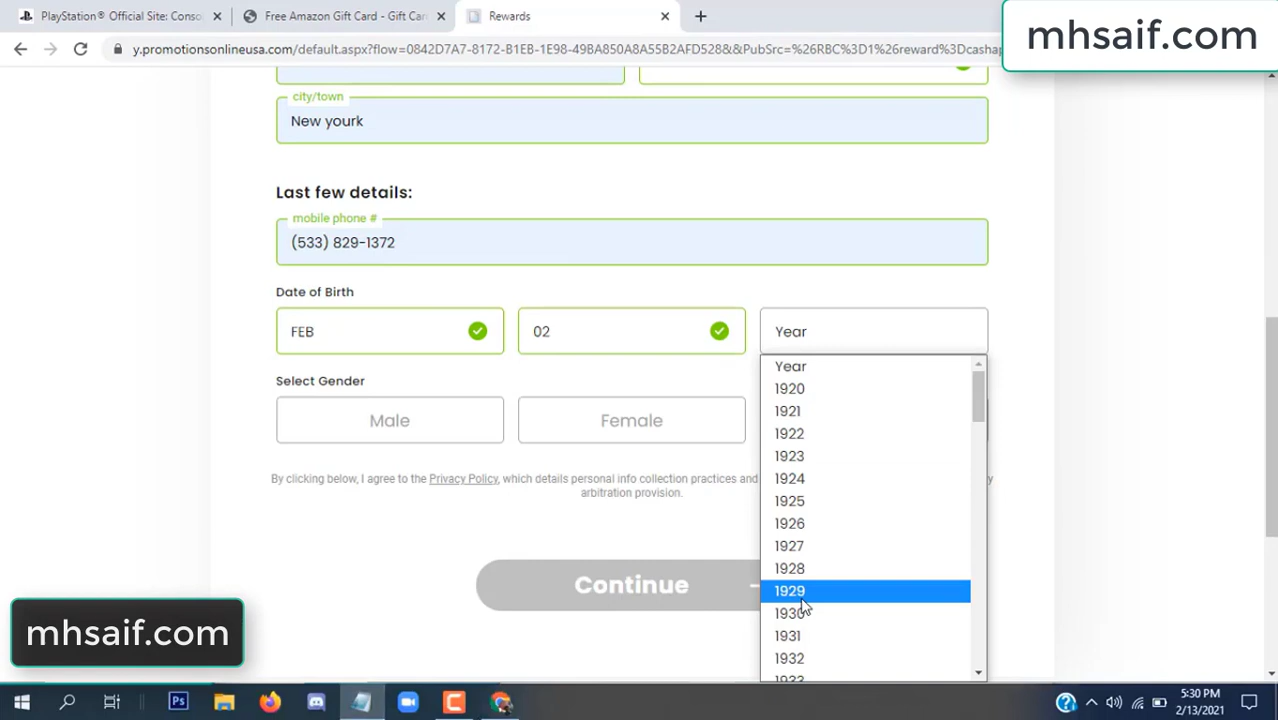 PlayStation® Official Site: Conso
Free Amazon Gift Card - Gift Car
Rewards
mhsaif.com
y.promotionsonlineusa.com/default.aspx?flow=0842D7A7-8172-B1EB-1E98-49BA850A8A55B2AFD528&&PubSrc=%26RBC%3D1%26reward%3Dcashap
city/town
New yourk
Last few details:
mobile phone #
(533) 829-1372
Date of Birth
FEB
02
Year
Year
1920
1921
1922
1923
1924
1925
1926
1927
1928
1929
1930
1931
1932
1933
Select Gender
Male
Female
By clicking below, I agree to the Privacy Policy, which details personal info collection practices and
arbitration provision.
Continue
mhsaif.com
Ps
5:30 PM
2/13/2021